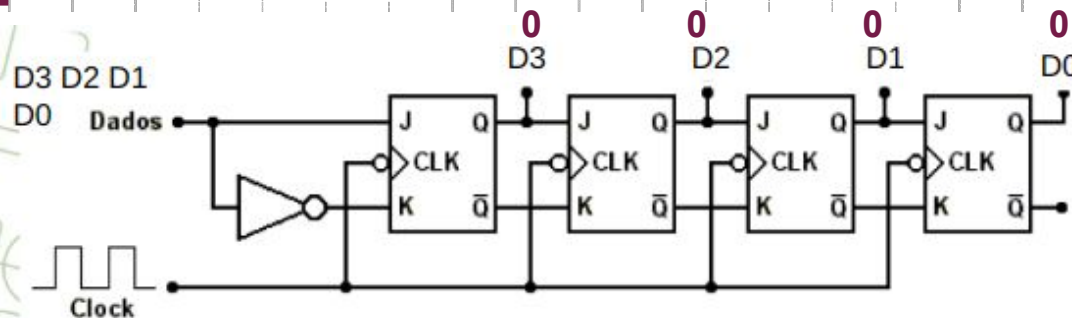 0 0 0 0
D3 D2 D1 D0
D3 D2 D1
D0 Dados
J Q J Q J Q J Q
CLK CLK CLK CLK
K Q̅ K Q̅ K Q̅ K Q̅
Clock